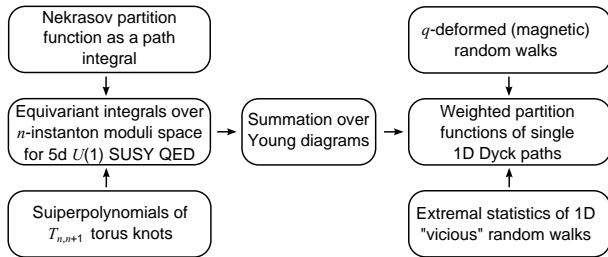 Nekrasov partition
function as a path
integral
q-deformed (magnetic)
random walks
Equivariant integrals over
n-instanton moduli space
for 5d U(1) SUSY QED
Summation over
Young diagrams
Weighted partition
functions of single
1D Dyck paths
Suiperpolynomials of
T_{n,n+1} torus knots
Extremal statistics of 1D
"vicious" random walks